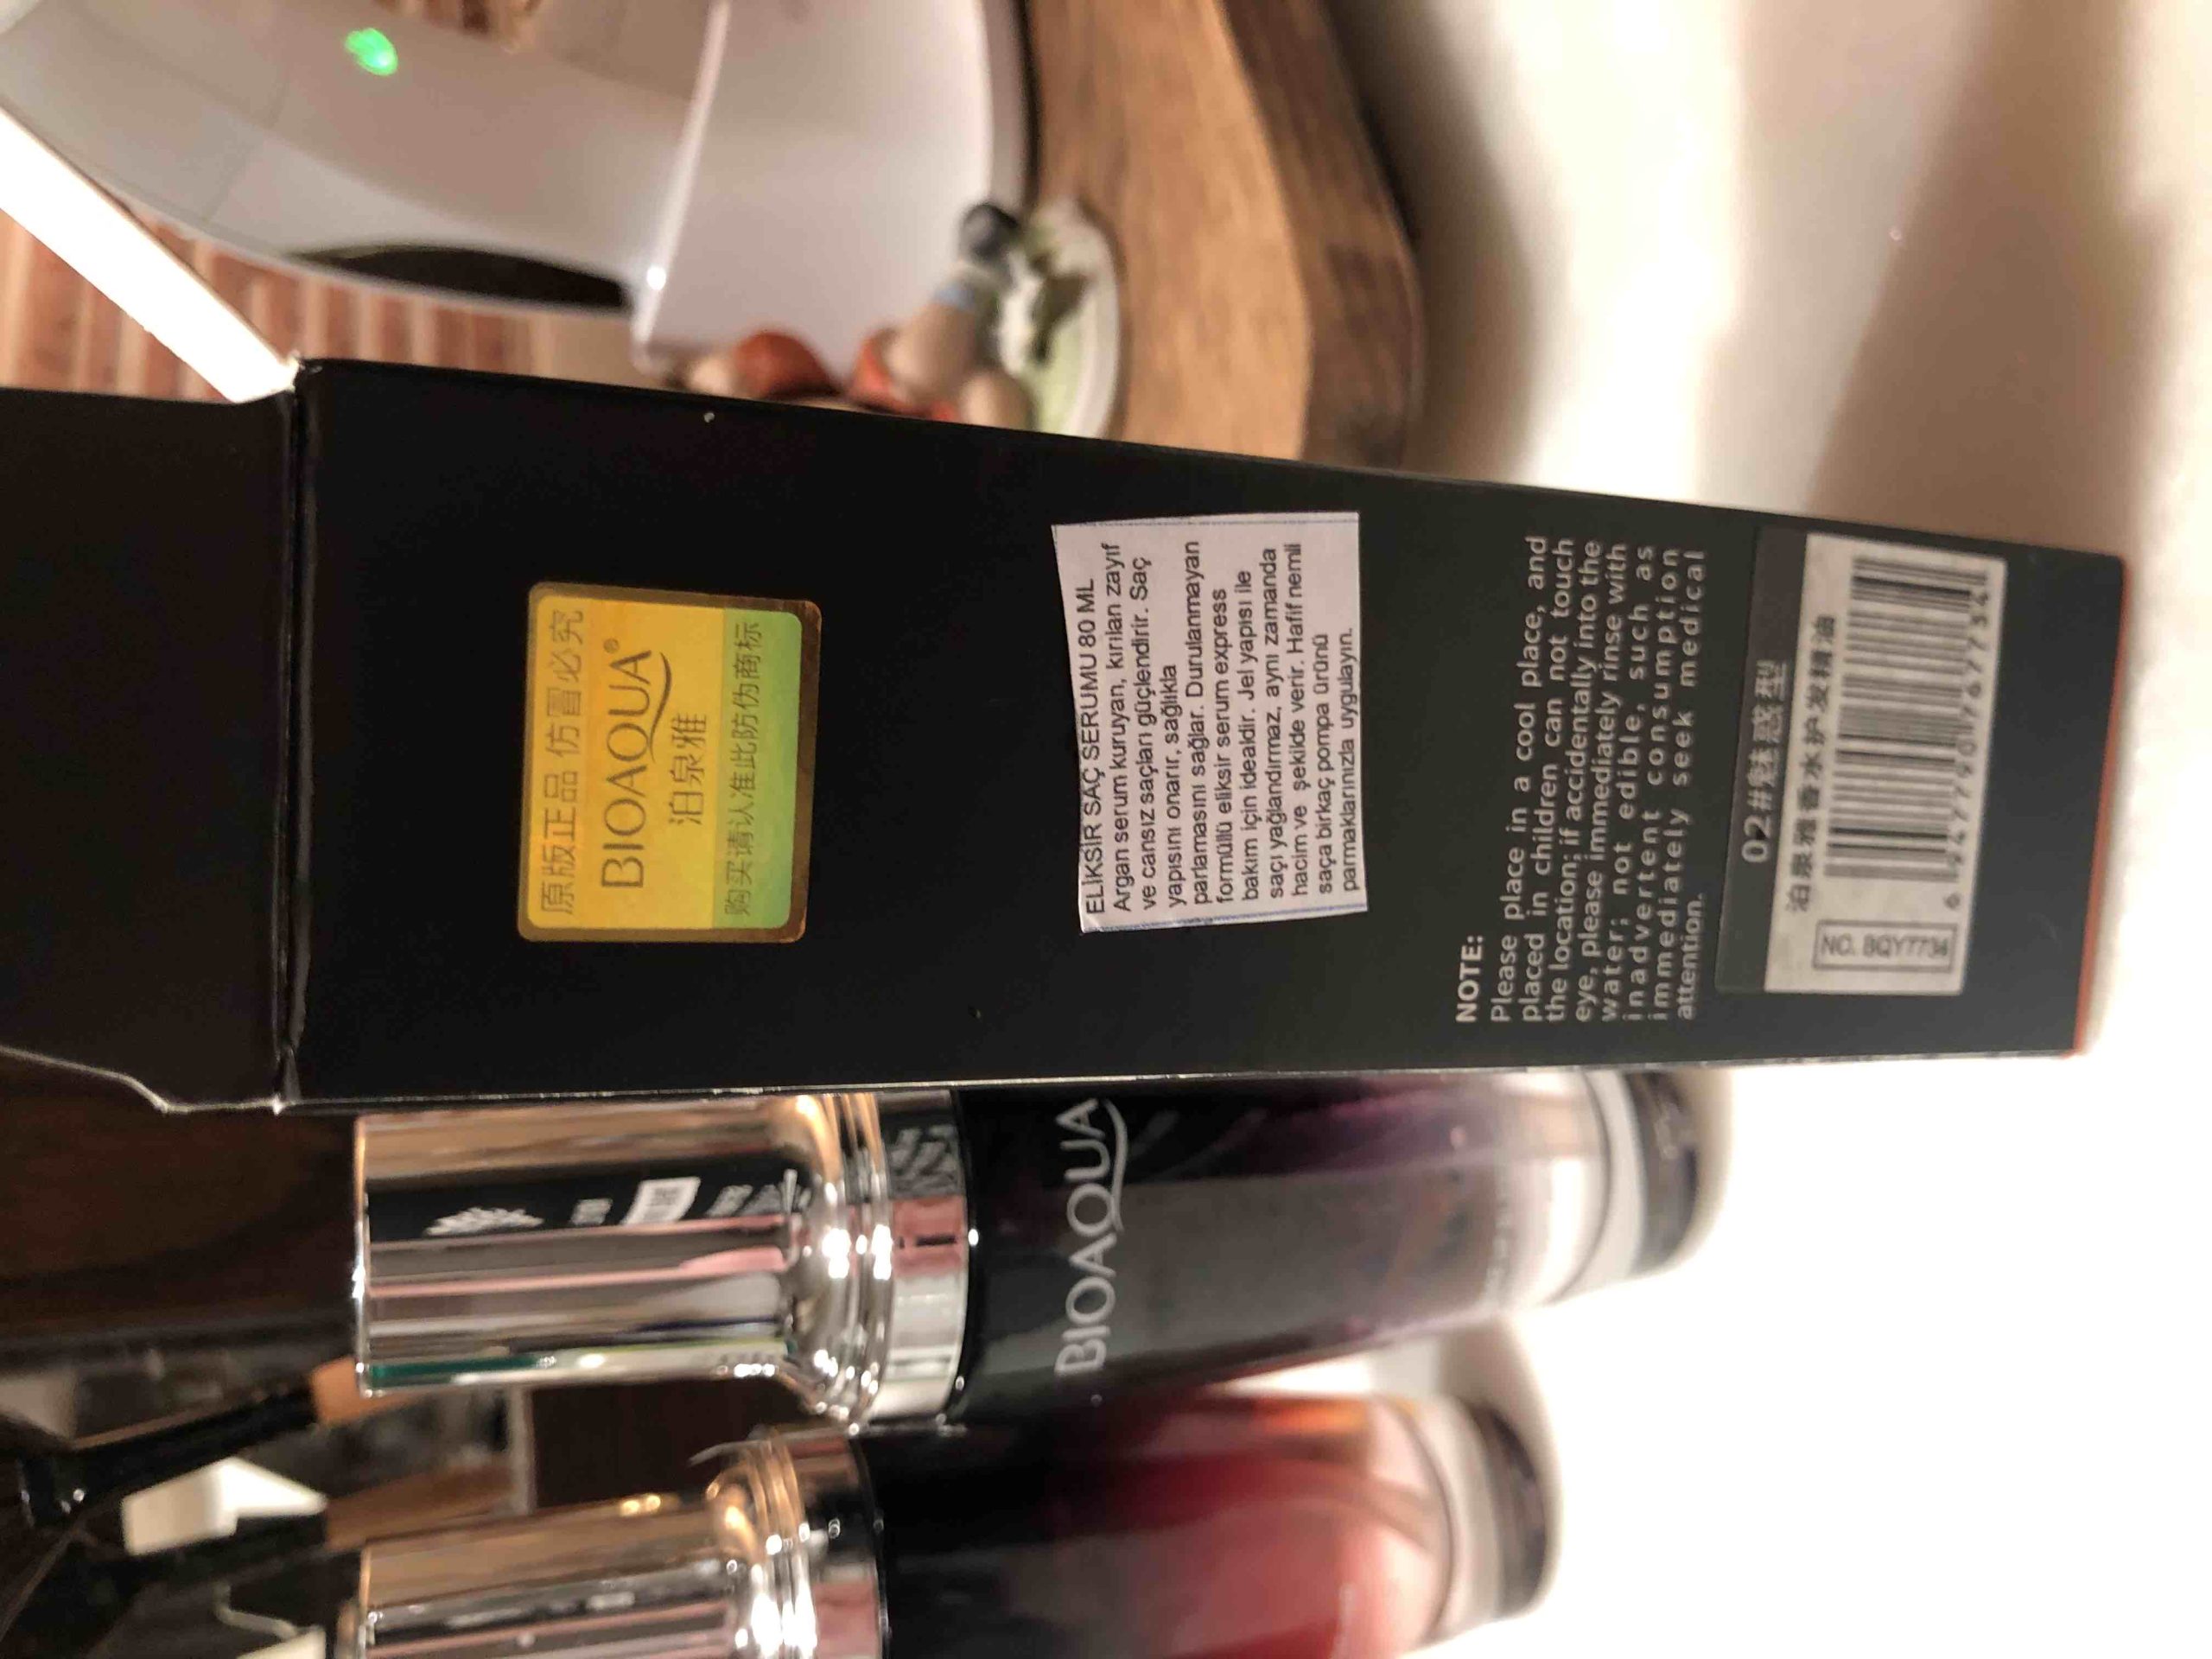 原版正品 仿冒必究
BIOAQUA®
泊泉雅
购买请认准此防伪商标
ELİKSİR SAÇ SERUMU 80 ML
Argan serum kuruyan, kırılan zayıf
ve cansız saçları güçlendirir. Saç
yapısını onarır, sağlıkla
parlamasını sağlar. Durulanmayan
formüllü eliksir serum express
bakım için idealdir. Jel yapısı ile
saçı yağlandırmaz, aynı zamanda
hacim ve şekilde verir. Hafif nemli
saça birkaç pompa ürünü
parmaklarınızla uygulayın.
NOTE:
Please place in a cool place, and
placed in children can not touch
the location; if accidentally into the
eye, please immediately rinse with
water; not edible, such as
inadvertent consumption
immediately seek medical
attention.
02#魅惑型
泊泉雅香水护发精油
NO. BQY7734
6 947790 767734
BIOAQUA